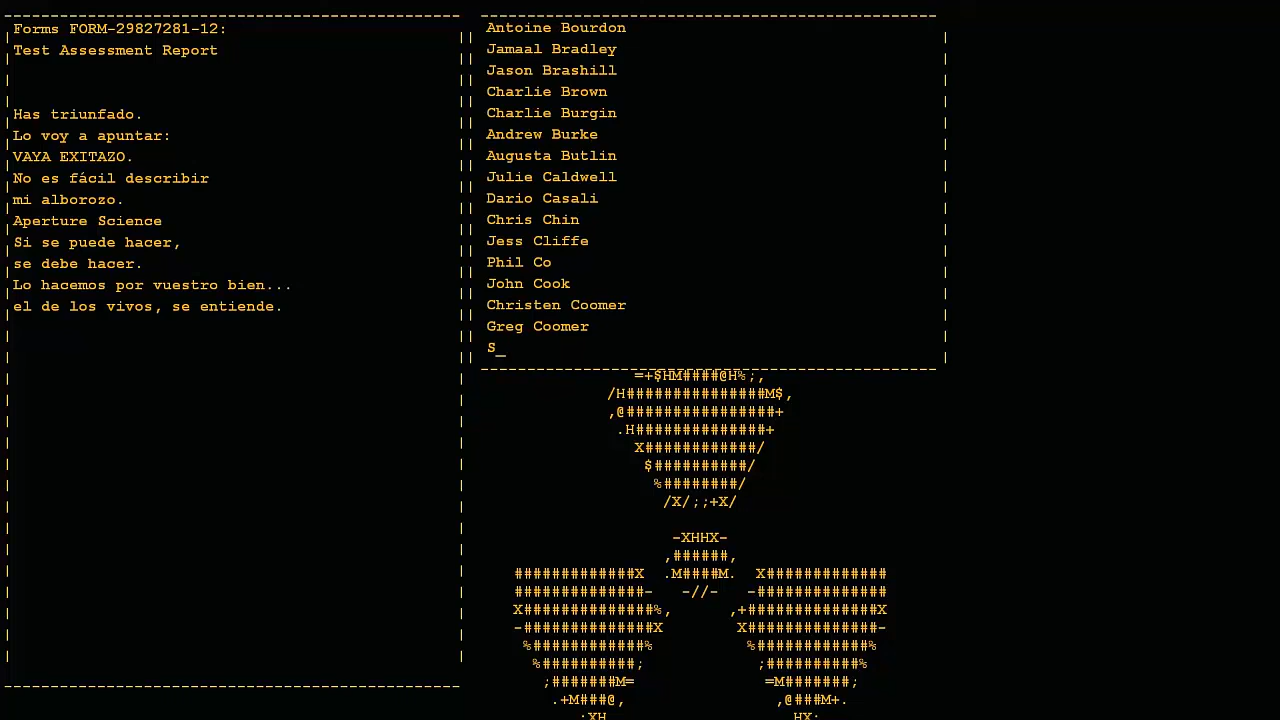 Forms FORM-29827281-12:
Test Assessment Report
Has triunfado.
Lo voy a apuntar:
VAYA EXITAZO.
No es fácil describir
mi alborozo.
Aperture Science
Si se puede hacer,
se debe hacer.
Lo hacemos por vuestro bien...
el de los vivos, se entiende.
Antoine Bourdon
Jamaal Bradley
Jason Brashill
Charlie Brown
Charlie Burgin
Andrew Burke
Augusta Butlin
Julie Caldwell
Dario Casali
Chris Chin
Jess Cliffe
Phil Co
John Cook
Christen Coomer
Greg Coomer
S_